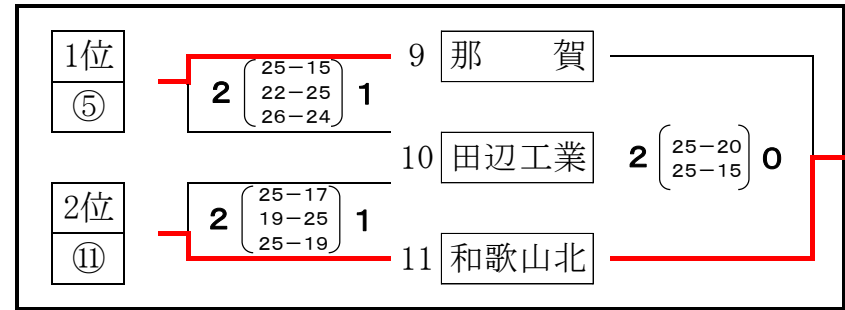 1位
⑤
2 (25-15 22-25 26-24) 1
9 那　賀
10 田辺工業
2 (25-20 25-15) 0
2位
⑪
2 (25-17 19-25 25-19) 1
11 和歌山北